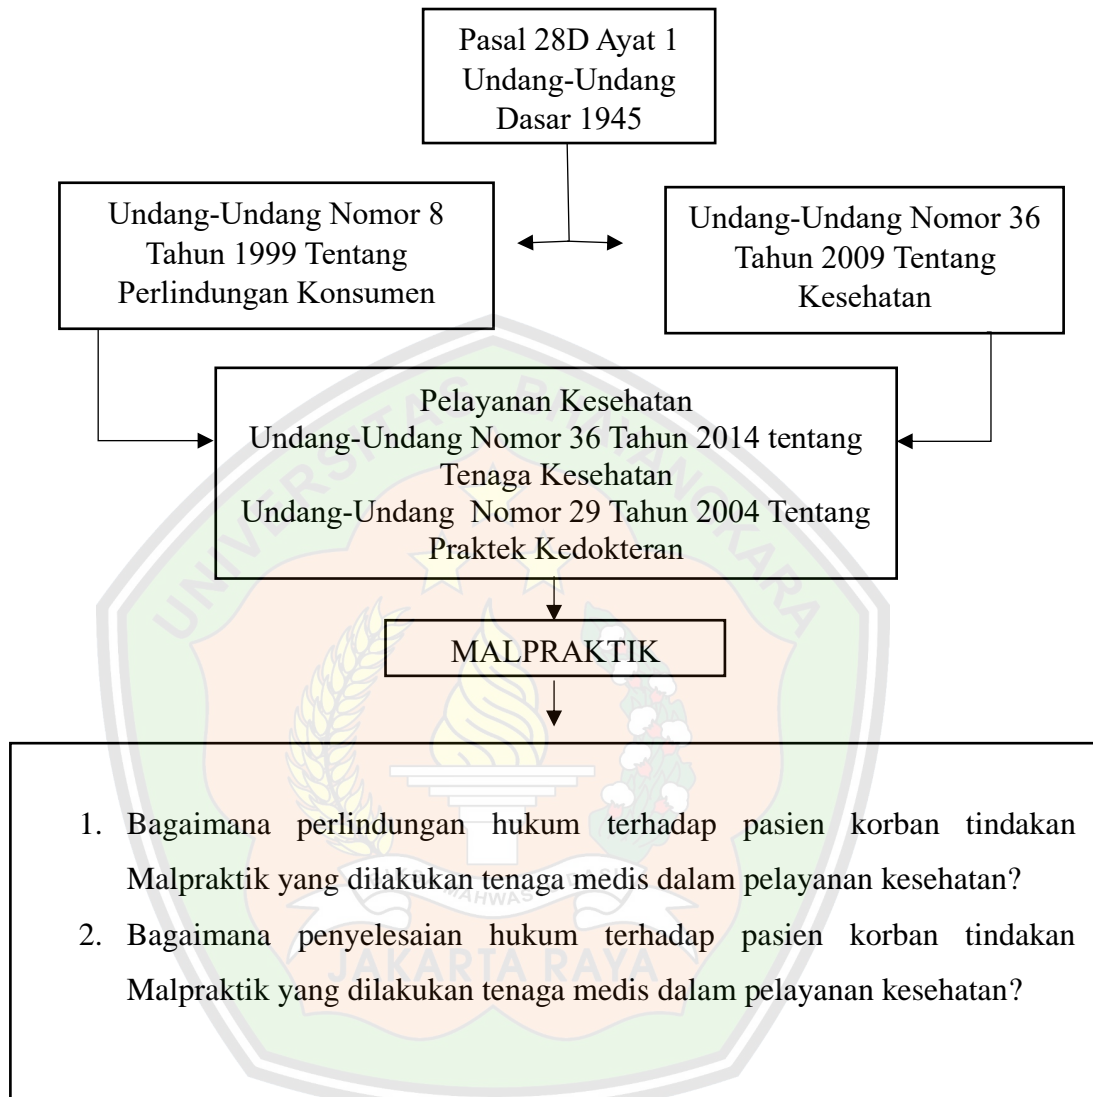 Pasal 28D Ayat 1
Undang-Undang
Dasar 1945
Undang-Undang Nomor 8
Tahun 1999 Tentang
Perlindungan Konsumen
Undang-Undang Nomor 36
Tahun 2009 Tentang
Kesehatan
Pelayanan Kesehatan
Undang-Undang Nomor 36 Tahun 2014 tentang
Tenaga Kesehatan
Undang-Undang Nomor 29 Tahun 2004 Tentang
Praktek Kedokteran
MALPRAKTIK
1. Bagaimana perlindungan hukum terhadap pasien korban tindakan
Malpraktik yang dilakukan tenaga medis dalam pelayanan kesehatan?
2. Bagaimana penyelesaian hukum terhadap pasien korban tindakan
Malpraktik yang dilakukan tenaga medis dalam pelayanan kesehatan?
UNIVERSITAS BHAYANGKARA
JAKARTA RAYA